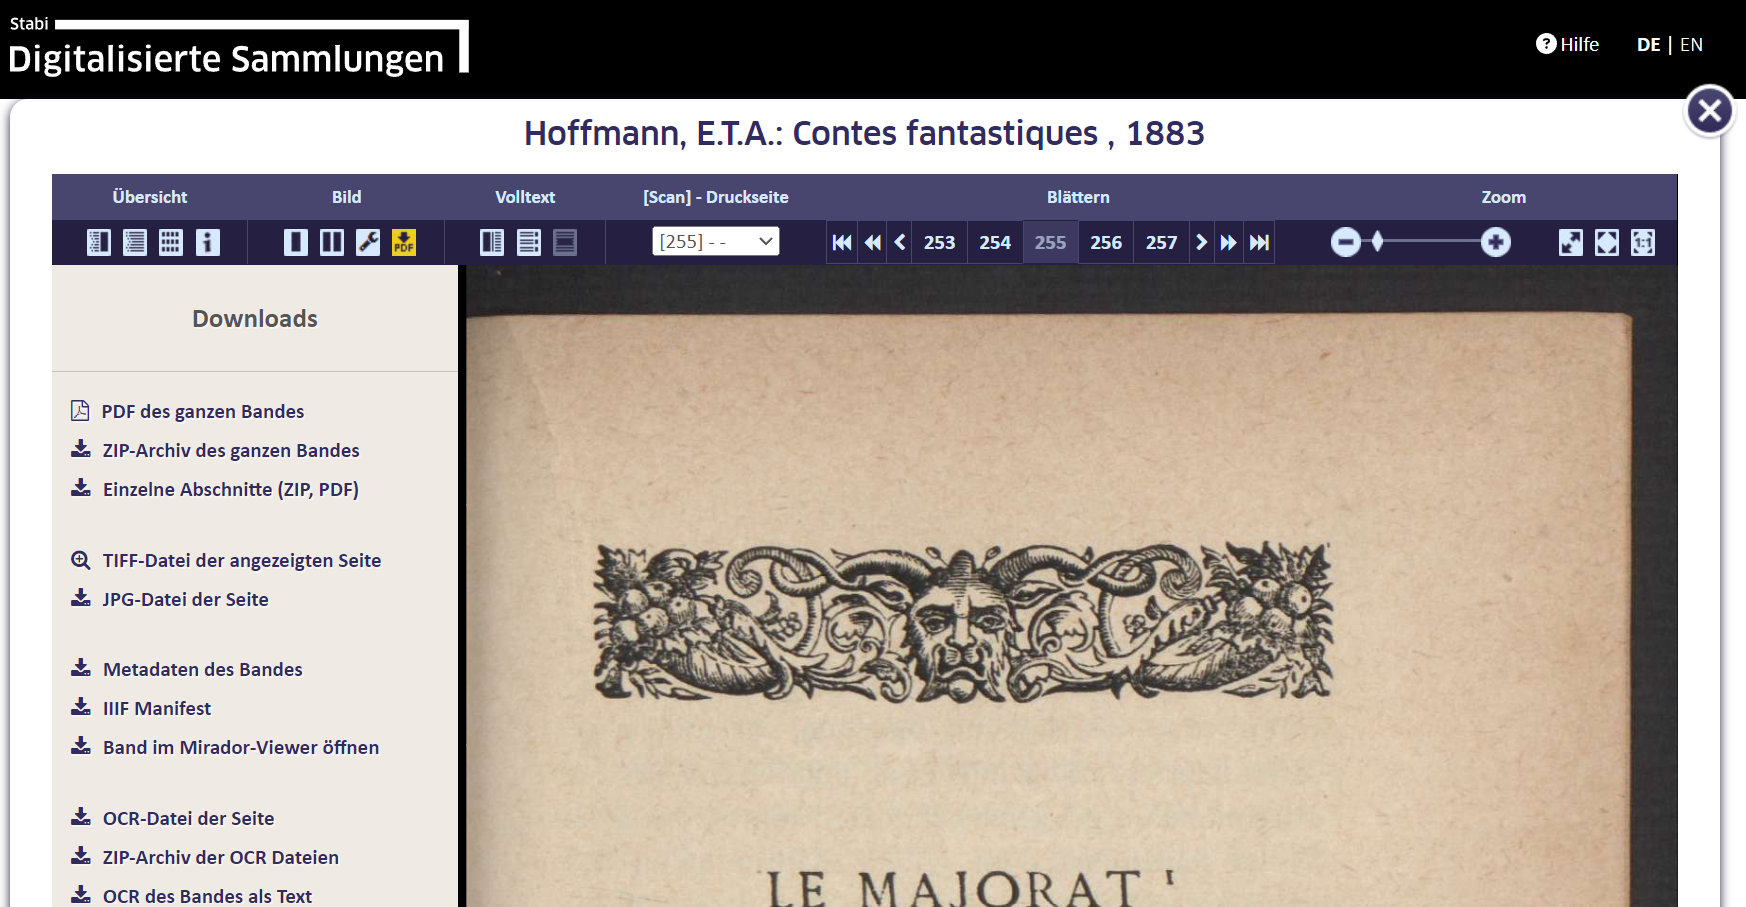 Stabi
Digitalisierte Sammlungen
? Hilfe
DE | EN
Hoffmann, E.T.A.: Contes fantastiques , 1883
Übersicht
Bild
Volltext
[Scan] - Druckseite
Blättern
Zoom
PDF
[255] - -
253
254
255
256
257
1:1
Downloads
PDF des ganzen Bandes
ZIP-Archiv des ganzen Bandes
Einzelne Abschnitte (ZIP, PDF)
TIFF-Datei der angezeigten Seite
JPG-Datei der Seite
Metadaten des Bandes
IIIF Manifest
Band im Mirador-Viewer öffnen
OCR-Datei der Seite
ZIP-Archiv der OCR Dateien
OCR des Bandes als Text
LE MAJORAT ¹